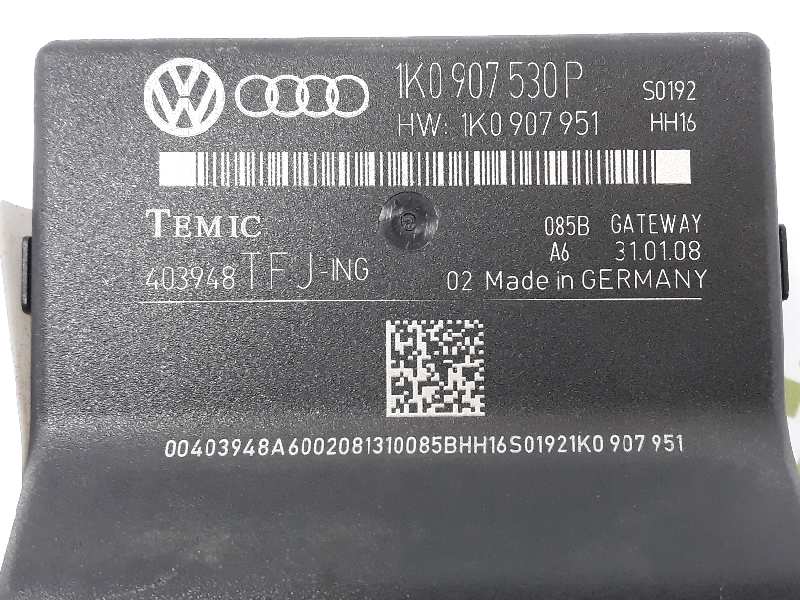 1K0 907 530P
S0192
HW: 1K0 907 951
HH16
TEMIC
085B GATEWAY
A6 31.01.08
403948 TFJ-ING
02 Made in GERMANY
00403948A6002081310085BHH16S01921K0 907 951